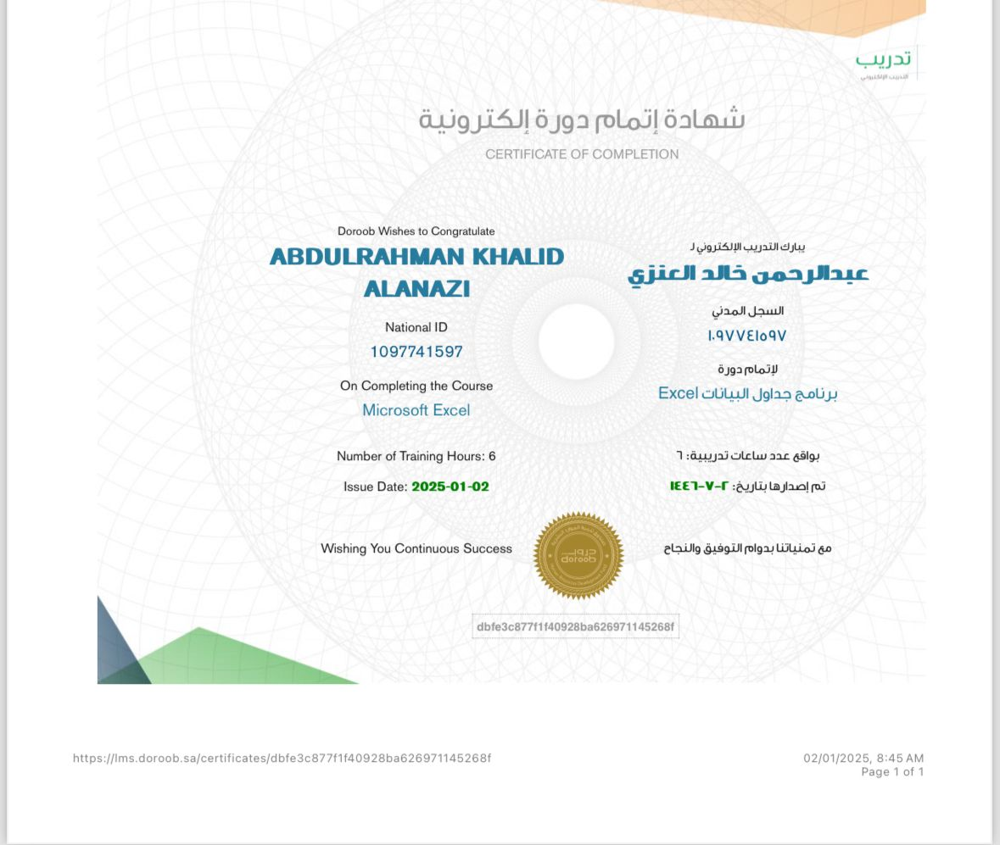 تدريب
التدريب الإلكتروني
شهادة إتمام دورة إلكترونية
CERTIFICATE OF COMPLETION
Doroob Wishes to Congratulate
ABDULRAHMAN KHALID
ALANAZI
National ID
1097741597
On Completing the Course
Microsoft Excel
Number of Training Hours: 6
Issue Date: 2025-01-02
Wishing You Continuous Success
يبارك التدريب الإلكتروني لـ
عبدالرحمن خالد العنزي
السجل المدني
١٠٩٧٧٤١٥٩٧
لإتمام دورة
برنامج جداول البيانات Excel
بواقع عدد ساعات تدريبية: ٦
تم إصدارها بتاريخ: ٢-٧-١٤٤٦
مع تمنياتنا بدوام التوفيق والنجاح
دروب
doroob
dbfe3c877f1f40928ba626971145268f
https://lms.doroob.sa/certificates/dbfe3c877f1f40928ba626971145268f
02/01/2025, 8:45 AM
Page 1 of 1